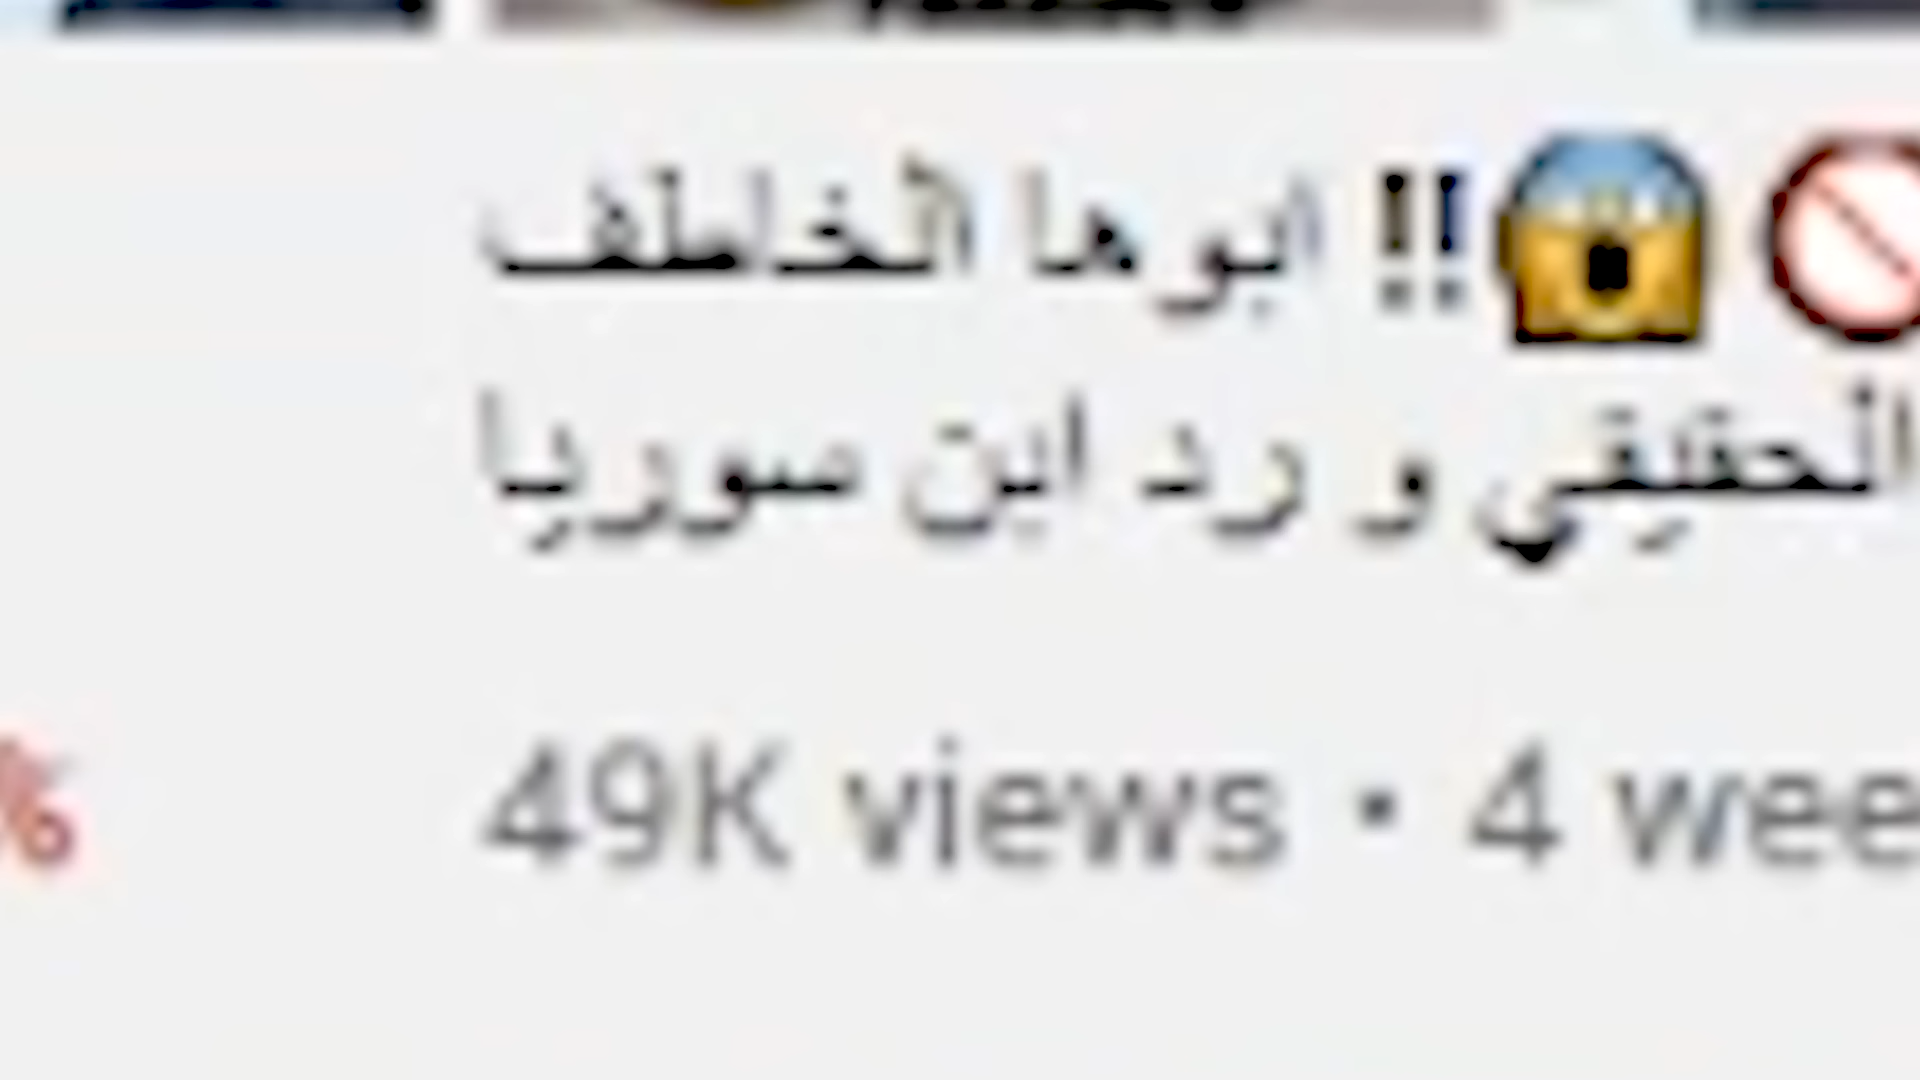 🚫 😱!! ابوها الخاطف
الحقيقي و رد ابن سوريا
%
49K views • 4 wee